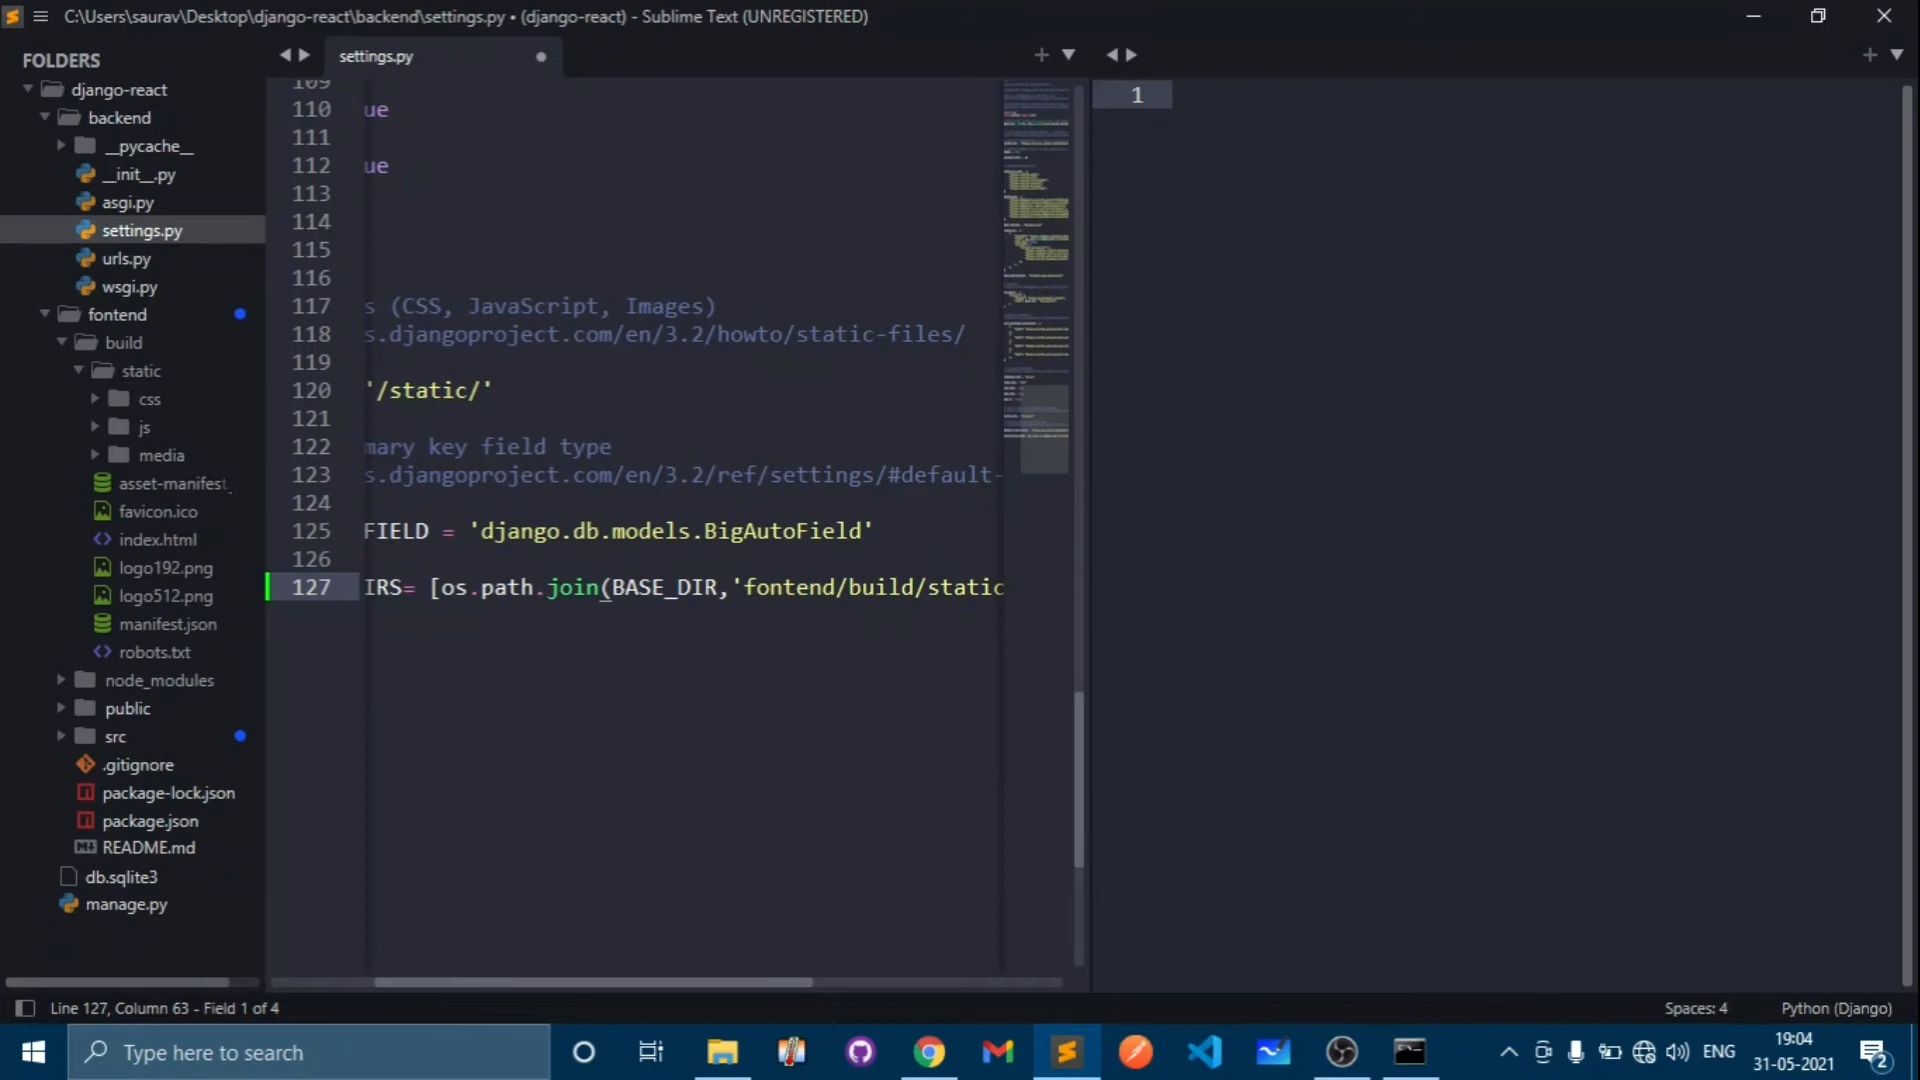 C:\Users\saurav\Desktop\django-react\backend\settings.py • (django-react) - Sublime Text (UNREGISTERED)
FOLDERS
django-react
backend
__pycache__
__init__.py
asgi.py
settings.py
urls.py
wsgi.py
fontend
build
static
css
js
media
asset-manifest.
favicon.ico
index.html
logo192.png
logo512.png
manifest.json
robots.txt
node_modules
public
src
.gitignore
package-lock.json
package.json
README.md
db.sqlite3
manage.py
settings.py
109
110 ue
111
112 ue
113
114
115
116
117 s (CSS, JavaScript, Images)
118 s.djangoproject.com/en/3.2/howto/static-files/
119
120 '/static/'
121
122 mary key field type
123 s.djangoproject.com/en/3.2/ref/settings/#default-
124
125 FIELD = 'django.db.models.BigAutoField'
126
127 IRS= [os.path.join(BASE_DIR,'fontend/build/static
1
Line 127, Column 63 - Field 1 of 4
Spaces: 4
Python (Django)
Type here to search
ENG
19:04
31-05-2021
2